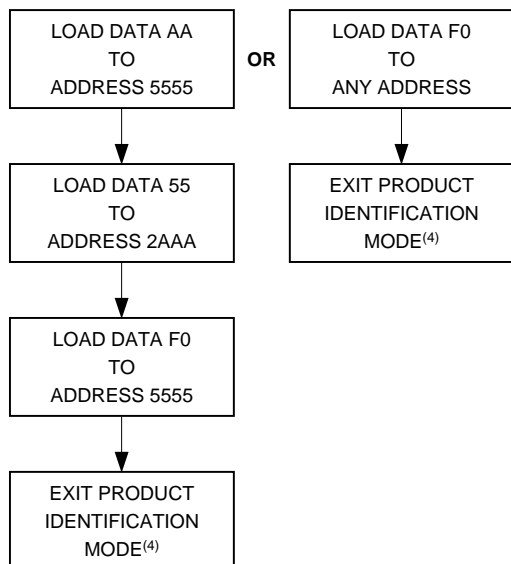 LOAD DATA AA
TO
ADDRESS 5555
LOAD DATA 55
TO
ADDRESS 2AAA
LOAD DATA F0
TO
ADDRESS 5555
EXIT PRODUCT
IDENTIFICATION
MODE(4)
OR
LOAD DATA F0
TO
ANY ADDRESS
EXIT PRODUCT
IDENTIFICATION
MODE(4)